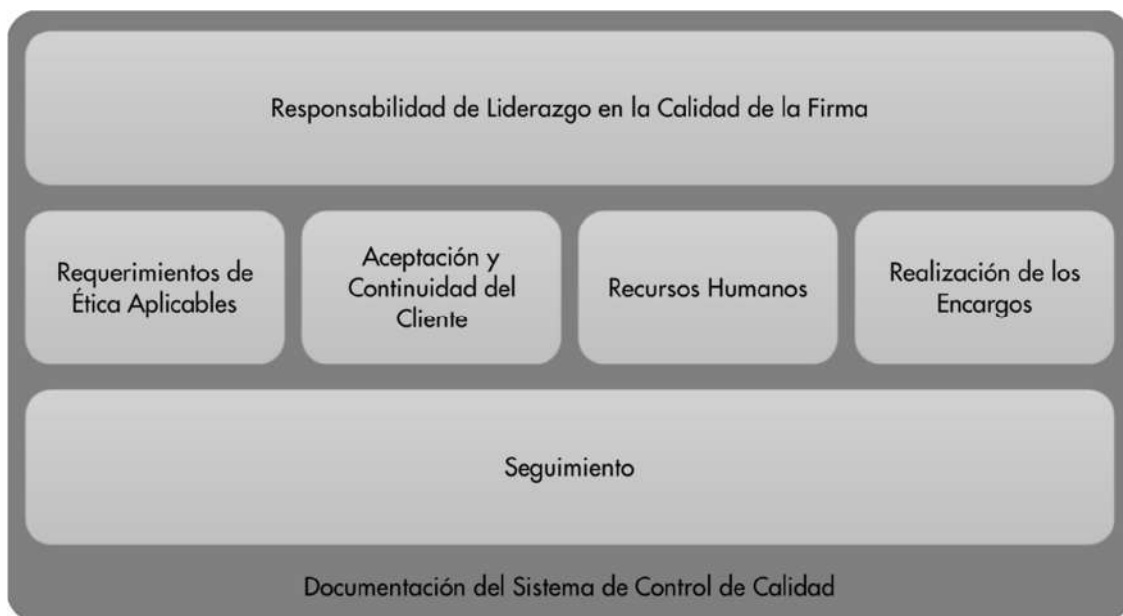 Responsabilidad de Liderazgo en la Calidad de la Firma
Requerimientos de
Ética Aplicables
Aceptación y
Continuidad del
Cliente
Recursos Humanos
Realización de los
Encargos
Seguimiento
Documentación del Sistema de Control de Calidad